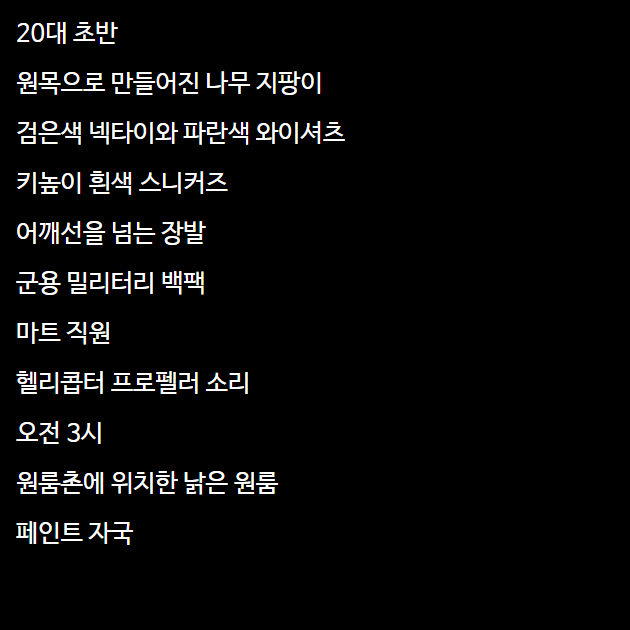 20대 초반
원목으로 만들어진 나무 지팡이
검은색 넥타이와 파란색 와이셔츠
키높이 흰색 스니커즈
어깨선을 넘는 장발
군용 밀리터리 백팩
마트 직원
헬리콥터 프로펠러 소리
오전 3시
원룸촌에 위치한 낡은 원룸
페인트 자국